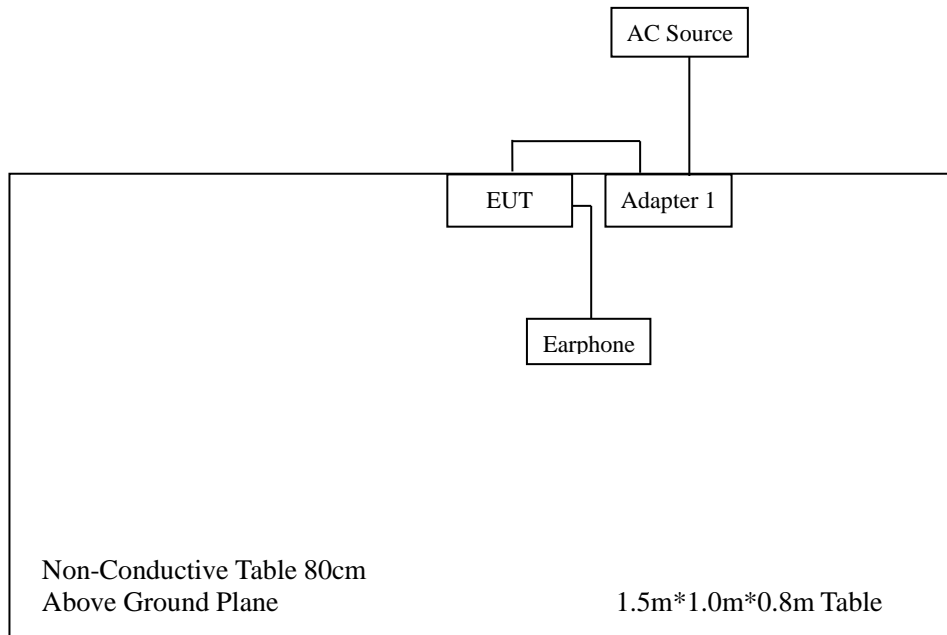 AC Source
EUT
Adapter 1
Earphone
Non-Conductive Table 80cm
Above Ground Plane
1.5m*1.0m*0.8m Table